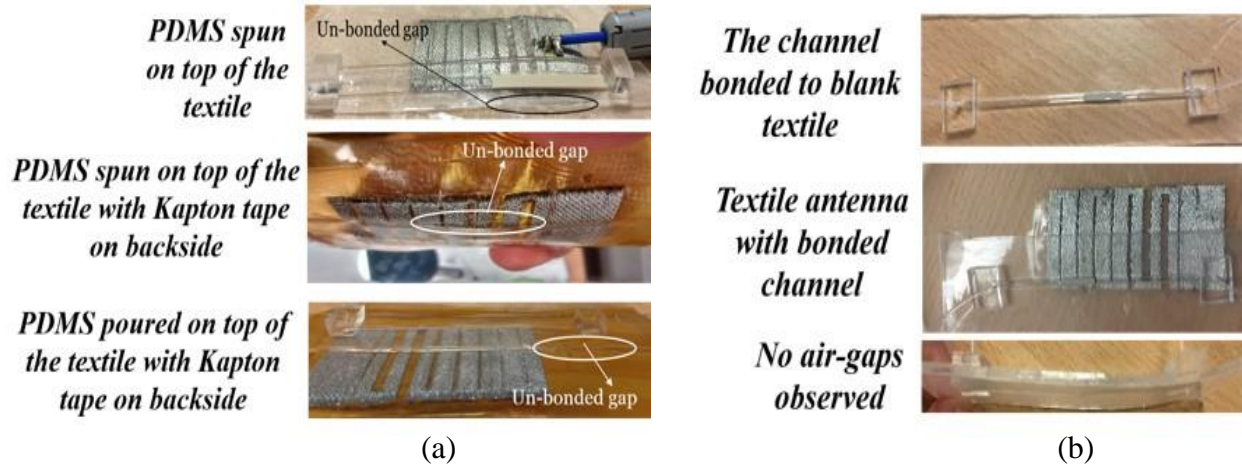 PDMS spun
on top of the
textile
Un-bonded gap
PDMS spun on top of the
textile with Kapton tape
on backside
Un-bonded gap
PDMS poured on top of
the textile with Kapton
tape on backside
Un-bonded gap
(a)
The channel
bonded to blank
textile
Textile antenna
with bonded
channel
No air-gaps
observed
(b)